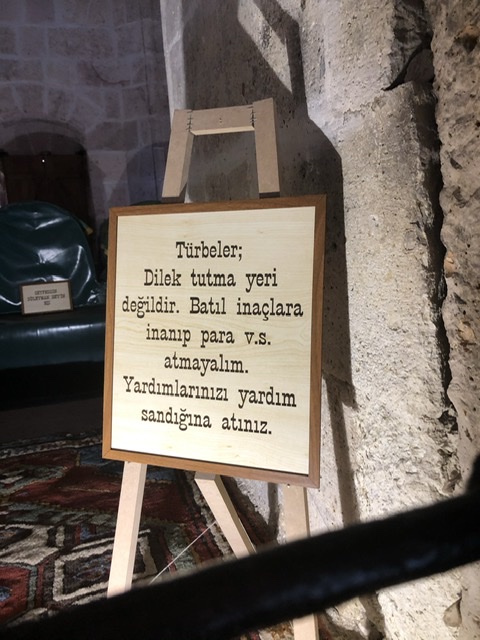 Türbeler;
Dilek tutma yeri
değildir. Batıl inaçlara
inanıp para v.s.
atmayalım.
Yardımlarınızı yardım
sandığına atınız.